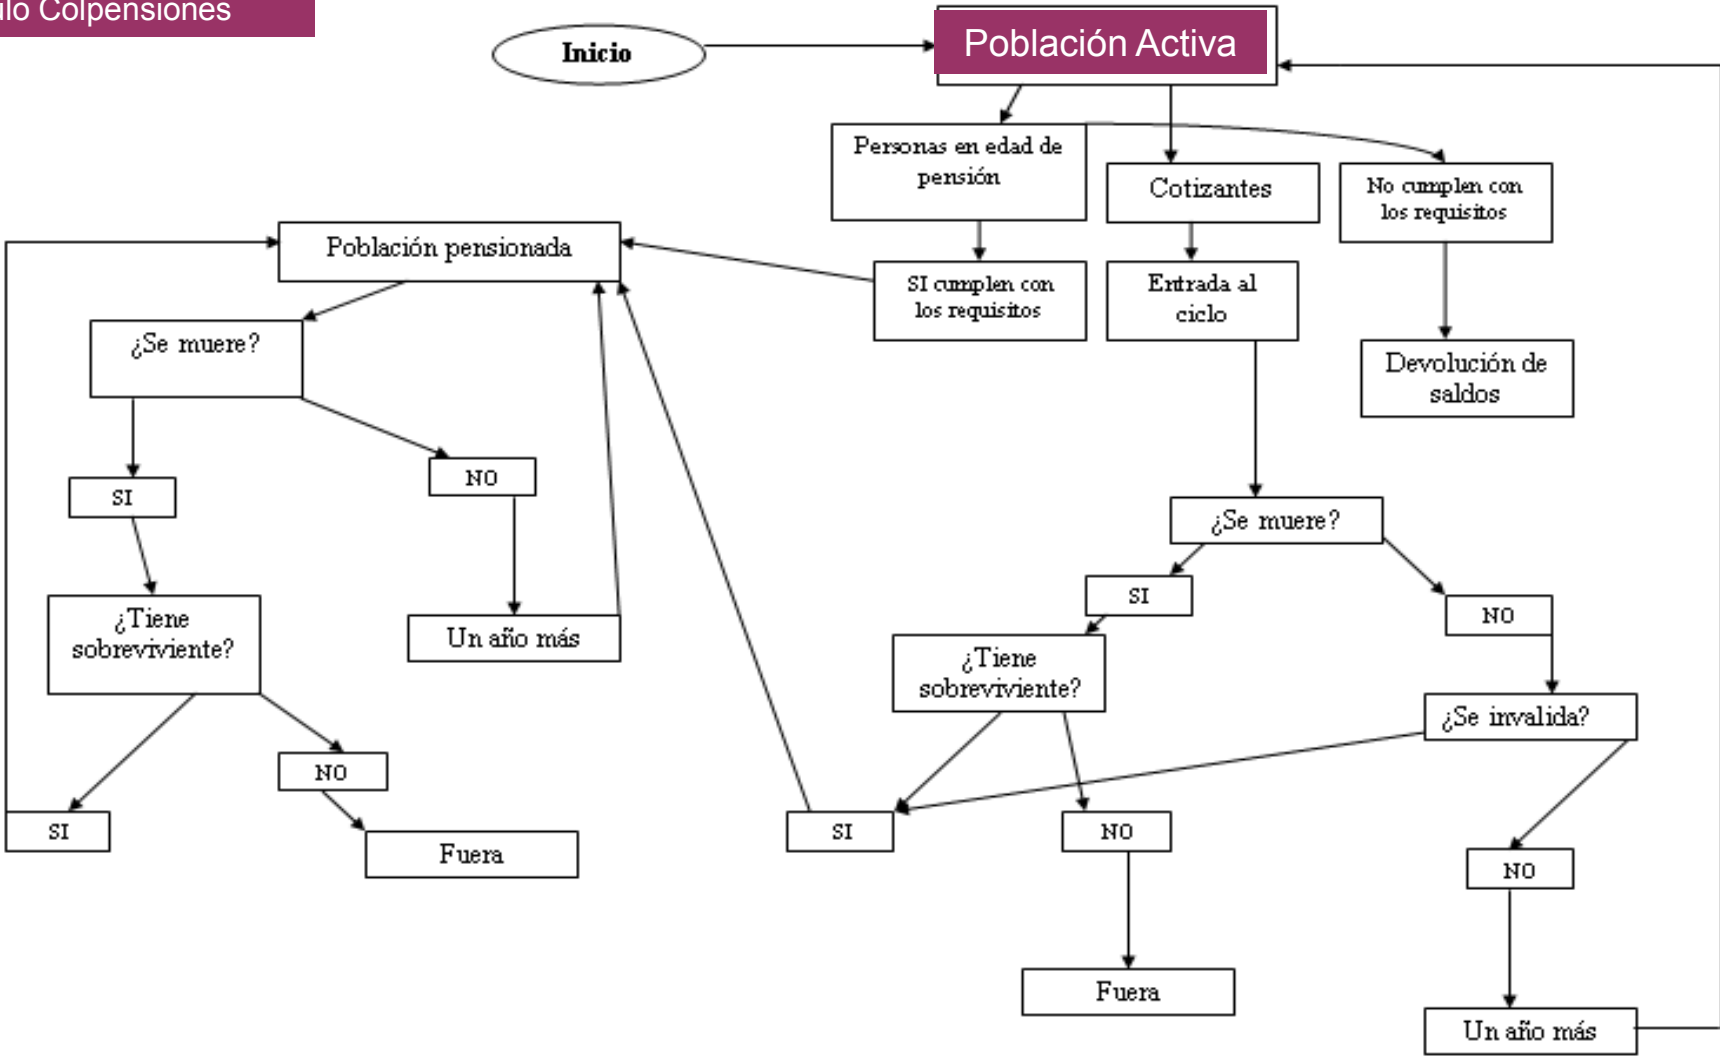 Colpensiones
Inicio
Población Activa
Personas en edad de
pensión
Cotizantes
No cumplen con
los requisitos
Población pensionada
SI cumplen con
los requisitos
Entrada al
ciclo
¿Se muere?
Devolución de
saldos
NO
SI
¿Se muere?
SI
NO
¿Tiene
sobreviviente?
Un año más
¿Tiene
sobreviviente?
¿Se invalida?
NO
SI
Fuera
SI
NO
NO
Fuera
Un año más